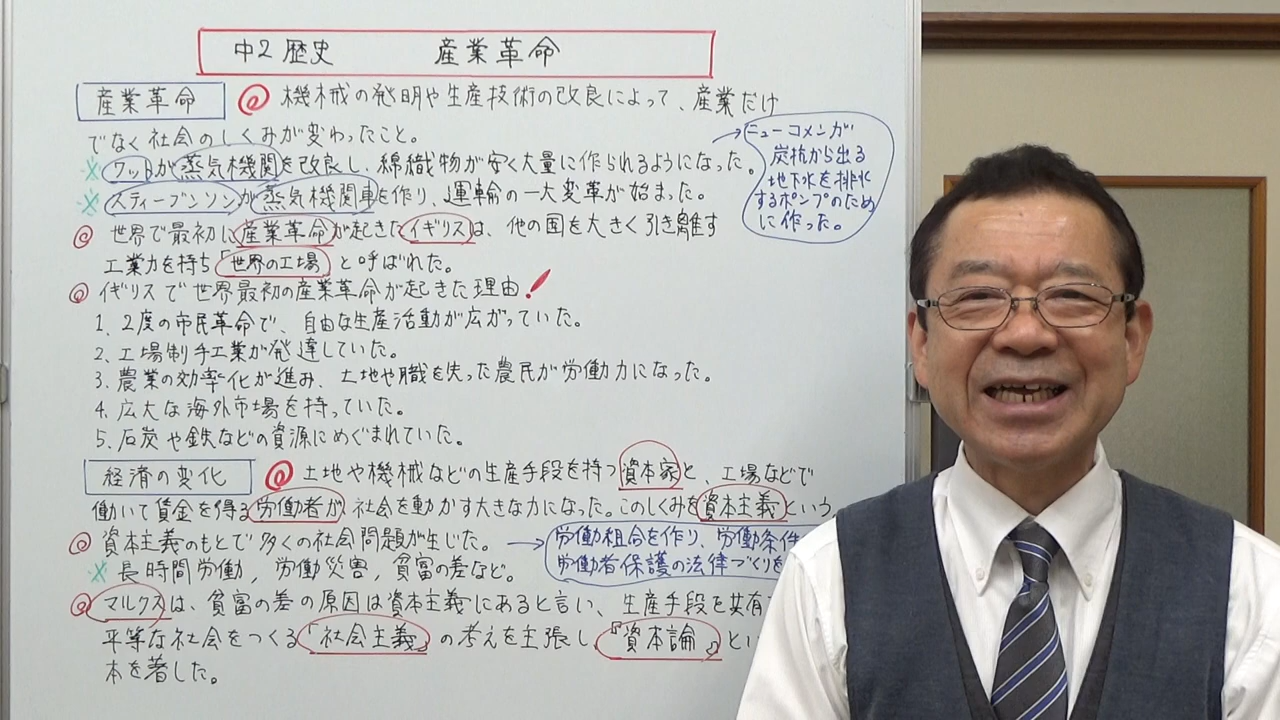 中2歴史 産業革命
産業革命 @ 機械の発明や生産技術の改良によって、産業だけ
でなく社会のしくみが変わったこと。
※ワットが蒸気機関を改良し、綿織物が安く大量に作られるようになった。
※スティーブンソンが蒸気機関車を作り、運輸の一大変革が始まった。
→ニューコメンが
炭坑から出る
地下水を排水
するポンプのため
に作った。
@ 世界で最初に産業革命が起きたイギリスは、他の国を大きく引き離す
工業力を持ち「世界の工場」と呼ばれた。
@ イギリスで世界最初の産業革命が起きた理由!
1. 2度の市民革命で、自由な生産活動が広がっていた。
2. 工場制手工業が発達していた。
3. 農業の効率化が進み、土地や職を失った農民が労働力になった。
4. 広大な海外市場を持っていた。
5. 石炭や鉄などの資源にめぐまれていた。
経済の変化 @ 土地や機械などの生産手段を持つ資本家と、工場などで
働いて賃金を得る労働者が社会を動かす大きな力になった。このしくみを資本主義という
@ 資本主義のもとで多くの社会問題が生じた。→労働組合を作り、労働条件
※長時間労働,労働災害,貧富の差など。 労働者保護の法律づくりを
@ マルクスは、貧富の差の原因は資本主義にあると言い、生産手段を共有
平等な社会をつくる「社会主義」の考えを主張し『資本論』とい
本を著した。